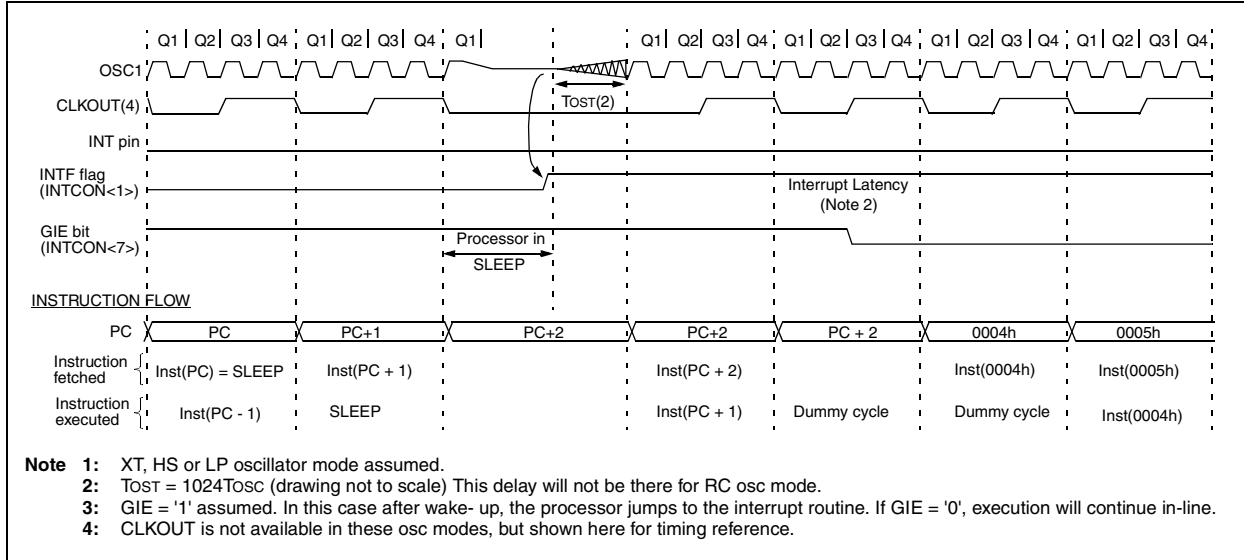 Q1 Q2 Q3 Q4 Q1 Q2 Q3 Q4 Q1 Q1 Q2 Q3 Q4 Q1 Q2 Q3 Q4 Q1 Q2 Q3 Q4 Q1 Q2 Q3 Q4
OSC1
TOST(2)
CLKOUT(4)
INT pin
INTF flag
(INTCON<1>)
Interrupt Latency
(Note 2)
GIE bit
(INTCON<7>)
Processor in
SLEEP
INSTRUCTION FLOW
PC PC PC+1 PC+2 PC+2 PC + 2 0004h 0005h
Instruction
fetched
Inst(PC) = SLEEP Inst(PC + 1) Inst(PC + 2) Inst(0004h) Inst(0005h)
Instruction
executed
Inst(PC - 1) SLEEP Inst(PC + 1) Dummy cycle Dummy cycle Inst(0004h)
Note 1: XT, HS or LP oscillator mode assumed.
2: TOST = 1024TOSC (drawing not to scale) This delay will not be there for RC osc mode.
3: GIE = '1' assumed. In this case after wake- up, the processor jumps to the interrupt routine. If GIE = '0', execution will continue in-line.
4: CLKOUT is not available in these osc modes, but shown here for timing reference.